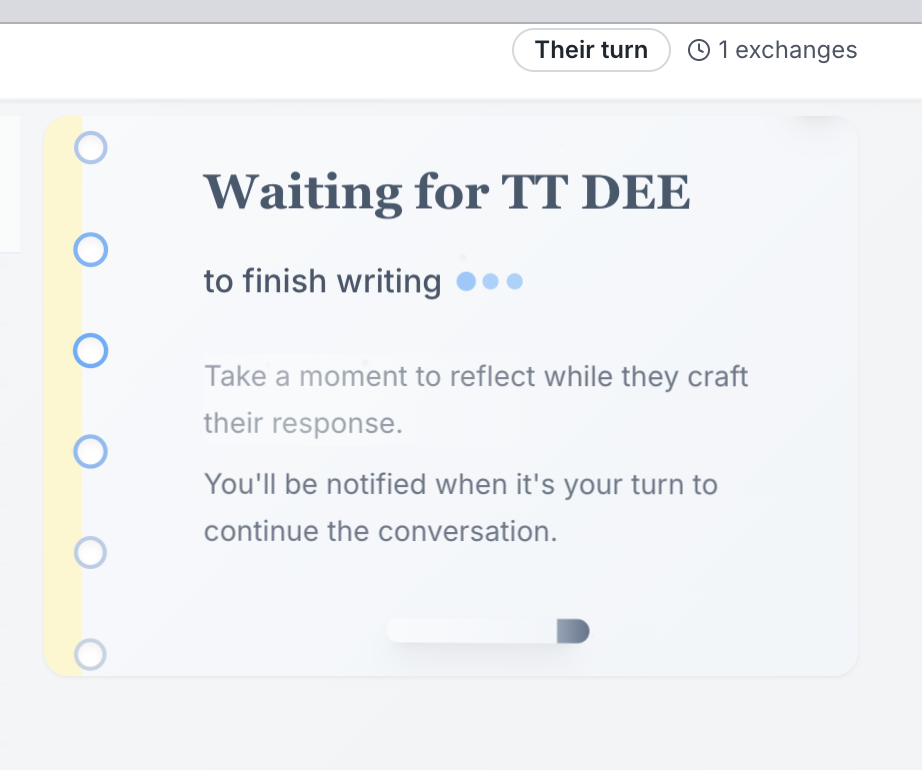 Their turn
1 exchanges
Waiting for TT DEE
to finish writing
Take a moment to reflect while they craft
their response.
You'll be notified when it's your turn to
continue the conversation.